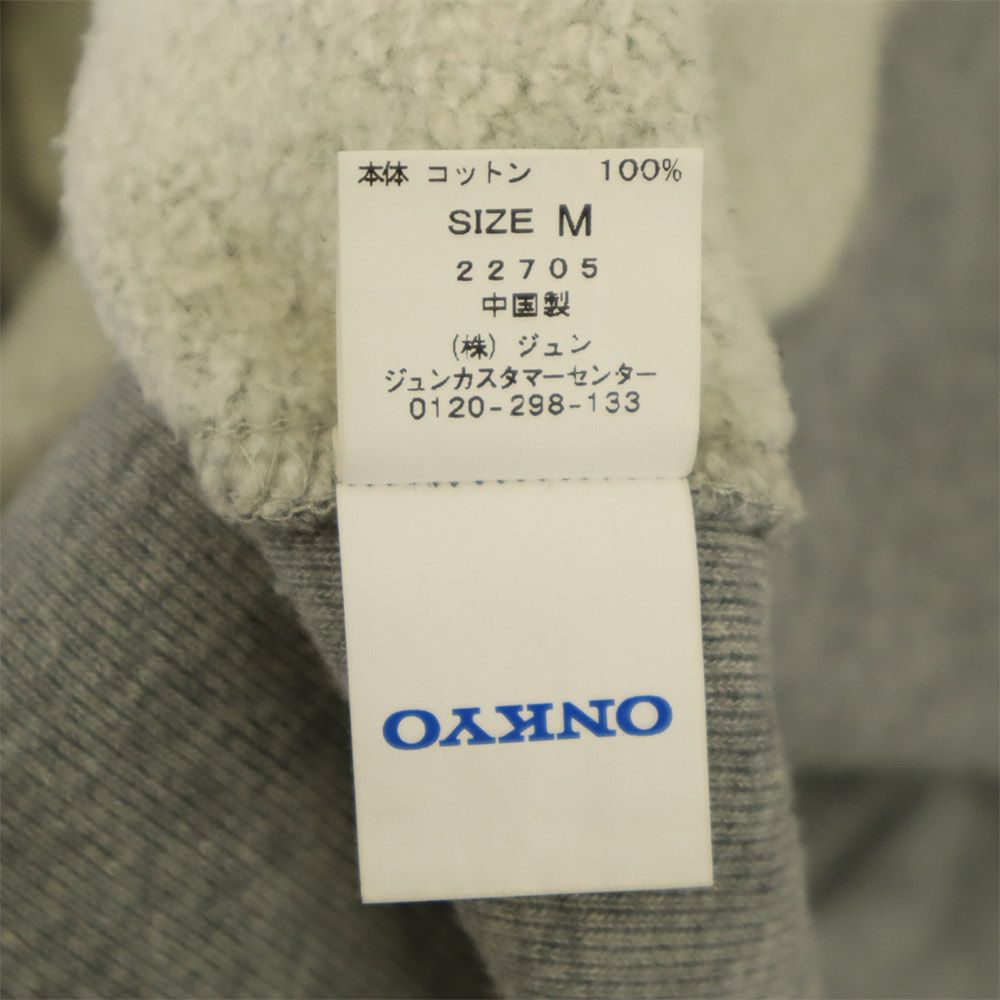 本体 コットン 100%
SIZE M
22705
中国製
(株) ジュン
ジュンカスタマーセンター
0120-298-133
ONKYO